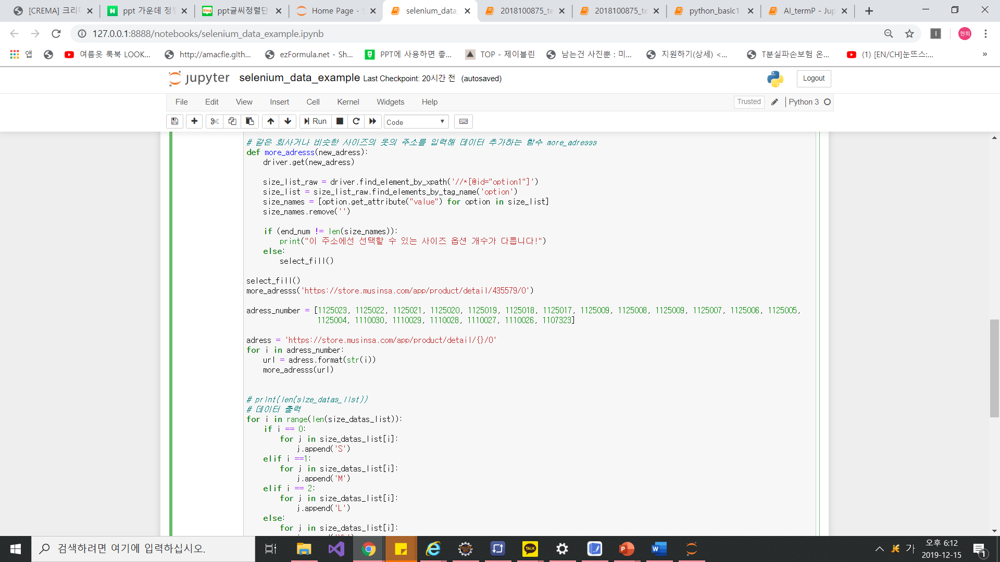 [CREMA] 크리
ppt 가운데 정렬
ppt글씨정렬단
Home Page - S
selenium_data_
2018100875_te
2018100875_te
python_basic1
AI_termP - Jup
127.0.0.1:8888/notebooks/selenium_data_example.ipynb
현희
앱
여름옷 룩북 LOOK...
http://amacfie.gith...
ezFormula.net - Sh...
PPT에 사용하면 좋...
TOP - 제이블린
남는건 사진뿐 : 미...
지원하기(상세) <...
T분실파손보험 온...
(1) [EN/CH]눈뜨스:...
»
jupyter selenium_data_example Last Checkpoint: 20시간 전 (autosaved)
Logout
File Edit View Insert Cell Kernel Widgets Help
Trusted Python 3
Run Code
# 같은 회사거나 비슷한 사이즈의 옷의 주소를 입력해 데이터 추가하는 함수 more_adresss
def more_adresss(new_adress):
    driver.get(new_adress)
    size_list_raw = driver.find_element_by_xpath('//*[@id="option1"]')
    size_list = size_list_raw.find_elements_by_tag_name('option')
    size_names = [option.get_attribute("value") for option in size_list]
    size_names.remove('')
    if (end_num != len(size_names)):
        print("이 주소에선 선택할 수 있는 사이즈 옵션 개수가 다릅니다!")
    else:
        select_fill()
select_fill()
more_adresss('https://store.musinsa.com/app/product/detail/435579/0')
adress_number = [1125023, 1125022, 1125021, 1125020, 1125019, 1125018, 1125017, 1125009, 1125008, 1125009, 1125007, 1125006, 1125005,
                 1125004, 1110030, 1110029, 1110028, 1110027, 1110026, 1107323]
adress = 'https://store.musinsa.com/app/product/detail/{}/0'
for i in adress_number:
    url = adress.format(str(i))
    more_adresss(url)
# print(len(size_datas_list))
# 데이터 출력
for i in range(len(size_datas_list)):
    if i == 0:
        for j in size_datas_list[i]:
            j.append('S')
    elif i ==1:
        for j in size_datas_list[i]:
            j.append('M')
    elif i == 2:
        for j in size_datas_list[i]:
            j.append('L')
    else:
        for j in size_datas_list[i]:
검색하려면 여기에 입력하십시오.
TALK
가
오후 6:12
2019-12-15
1